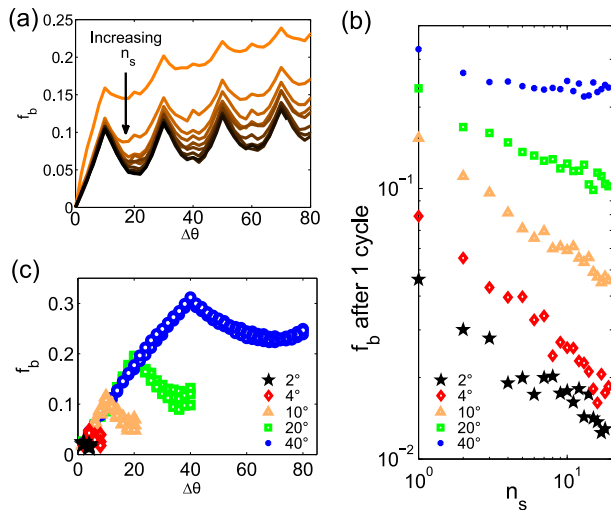 (a)
0.25
0.2
0.15
0.1
0.05
0
f_b
Increasing
n_s
0 20 40 60 80
Δθ
(b)
10^-1
10^-2
f_b after 1 cycle
2°
4°
10°
20°
40°
10^0 10^1
n_s
(c)
0.3
0.2
0.1
0
f_b
2°
4°
10°
20°
40°
0 20 40 60 80
Δθ